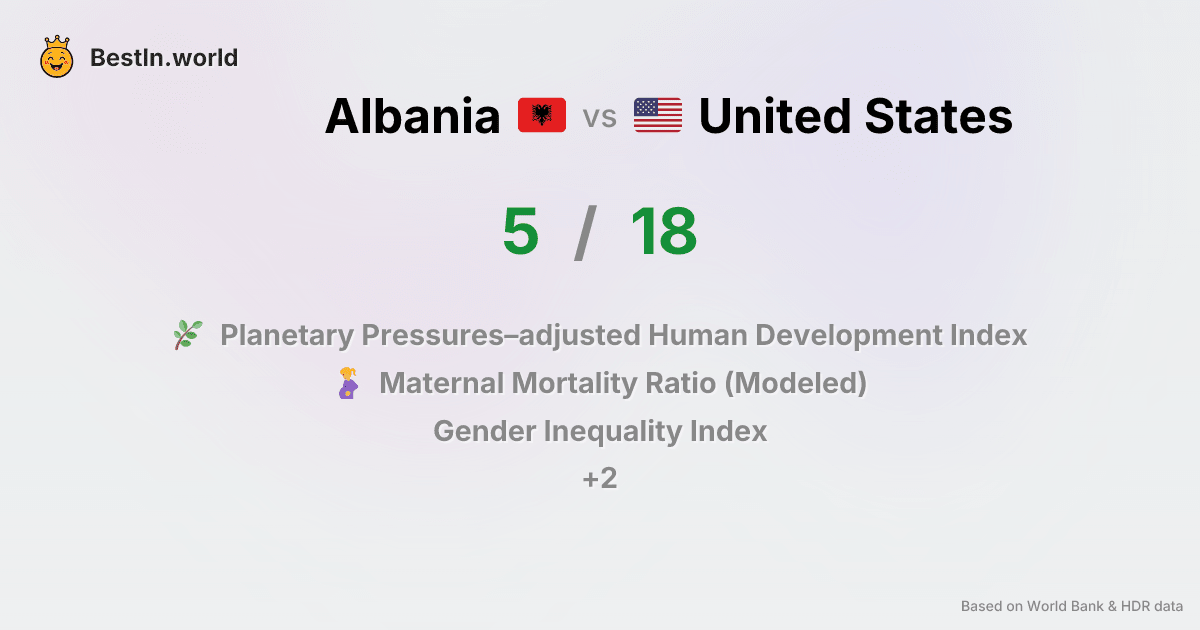 BestIn.world
Albania vs United States
5 / 18
Planetary Pressures–adjusted Human Development Index
Maternal Mortality Ratio (Modeled)
Gender Inequality Index
+2
Based on World Bank & HDR data